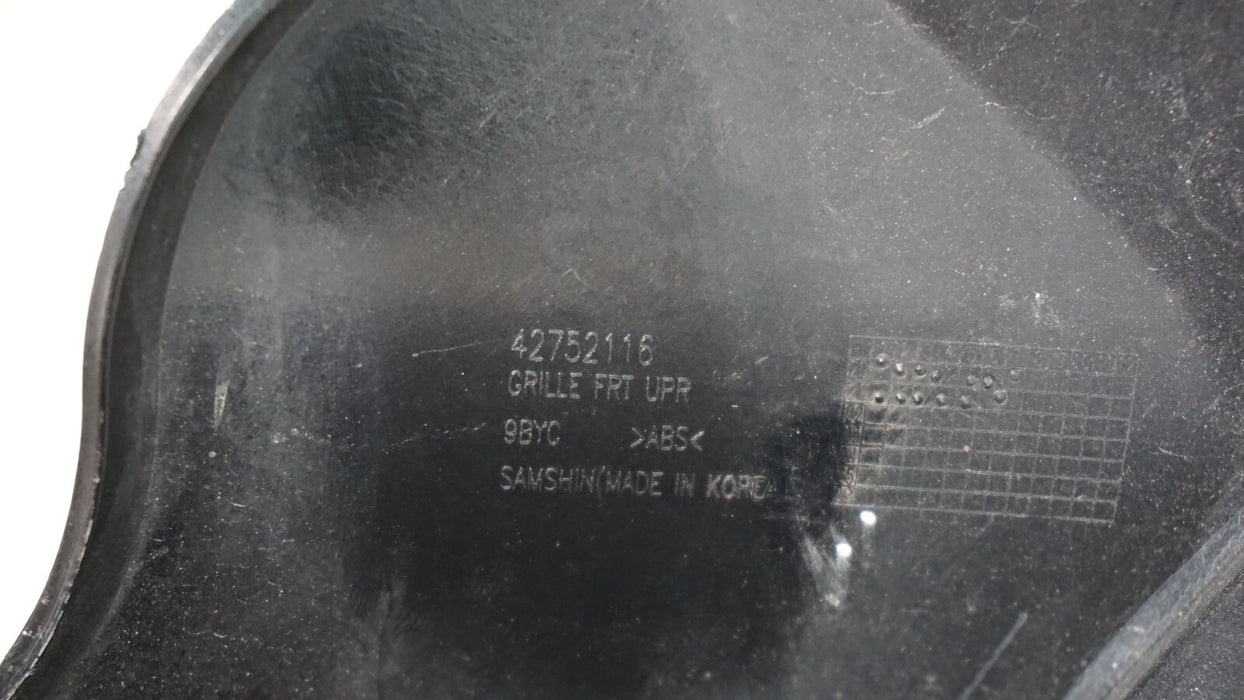 42752116
GRILLE FRT UPR
9BYC >ABS<
SAMSHIN(MADE IN KOREA